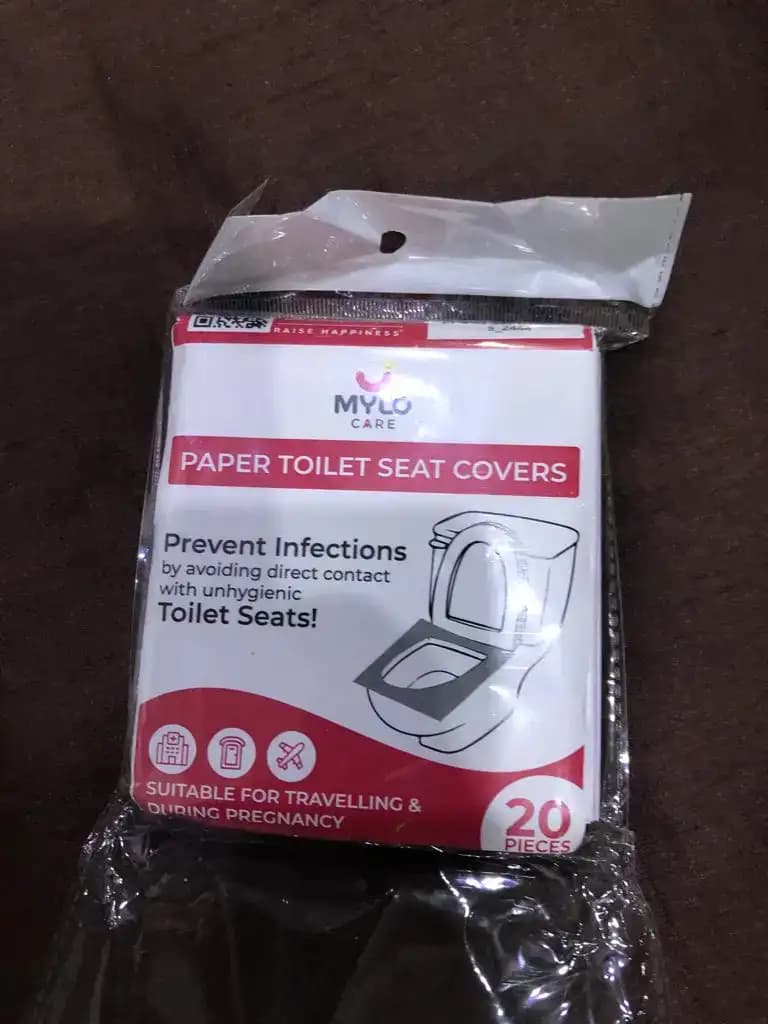 RAISE HAPPINESS
MYLO
CARE
PAPER TOILET SEAT COVERS
Prevent Infections
by avoiding direct contact
with unhygienic
Toilet Seats!
SUITABLE FOR TRAVELLING &
DURING PREGNANCY
20
PIECES